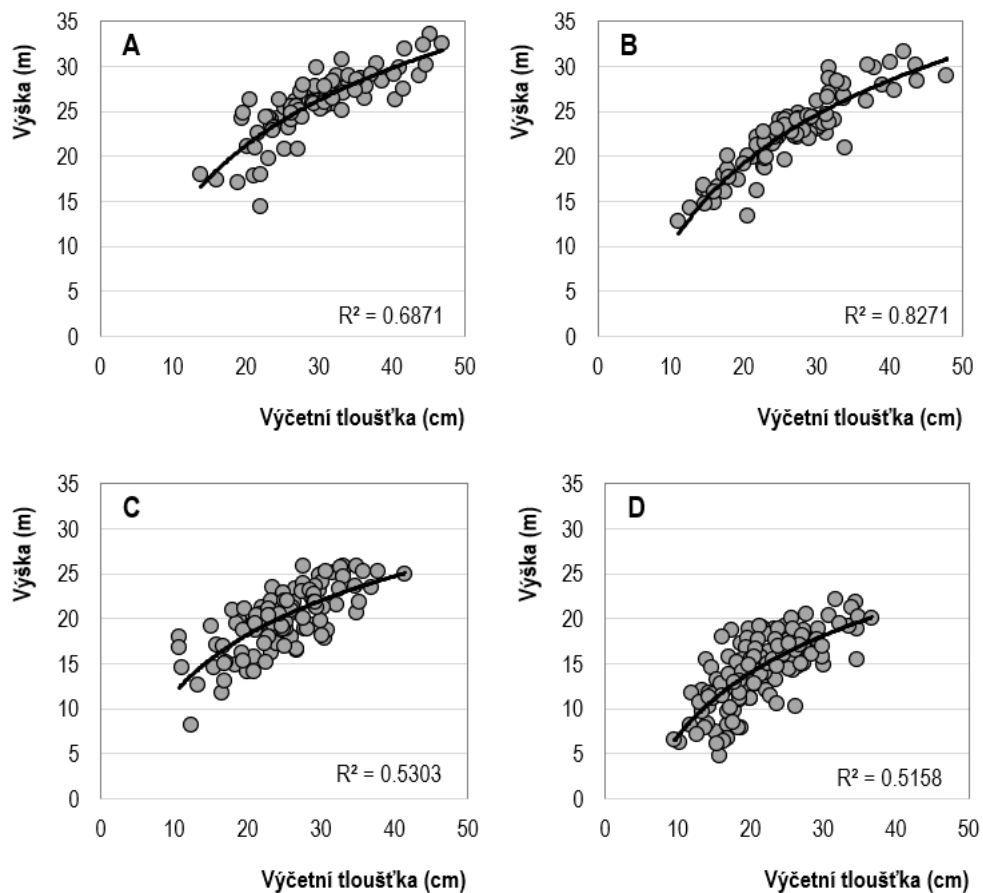 A
Výška (m)
35
30
25
20
15
10
5
0
R² = 0.6871
0 10 20 30 40 50
Výčetní tloušťka (cm)
B
Výška (m)
35
30
25
20
15
10
5
0
R² = 0.8271
0 10 20 30 40 50
Výčetní tloušťka (cm)
C
Výška (m)
35
30
25
20
15
10
5
0
R² = 0.5303
0 10 20 30 40 50
Výčetní tloušťka (cm)
D
Výška (m)
35
30
25
20
15
10
5
0
R² = 0.5158
0 10 20 30 40 50
Výčetní tloušťka (cm)